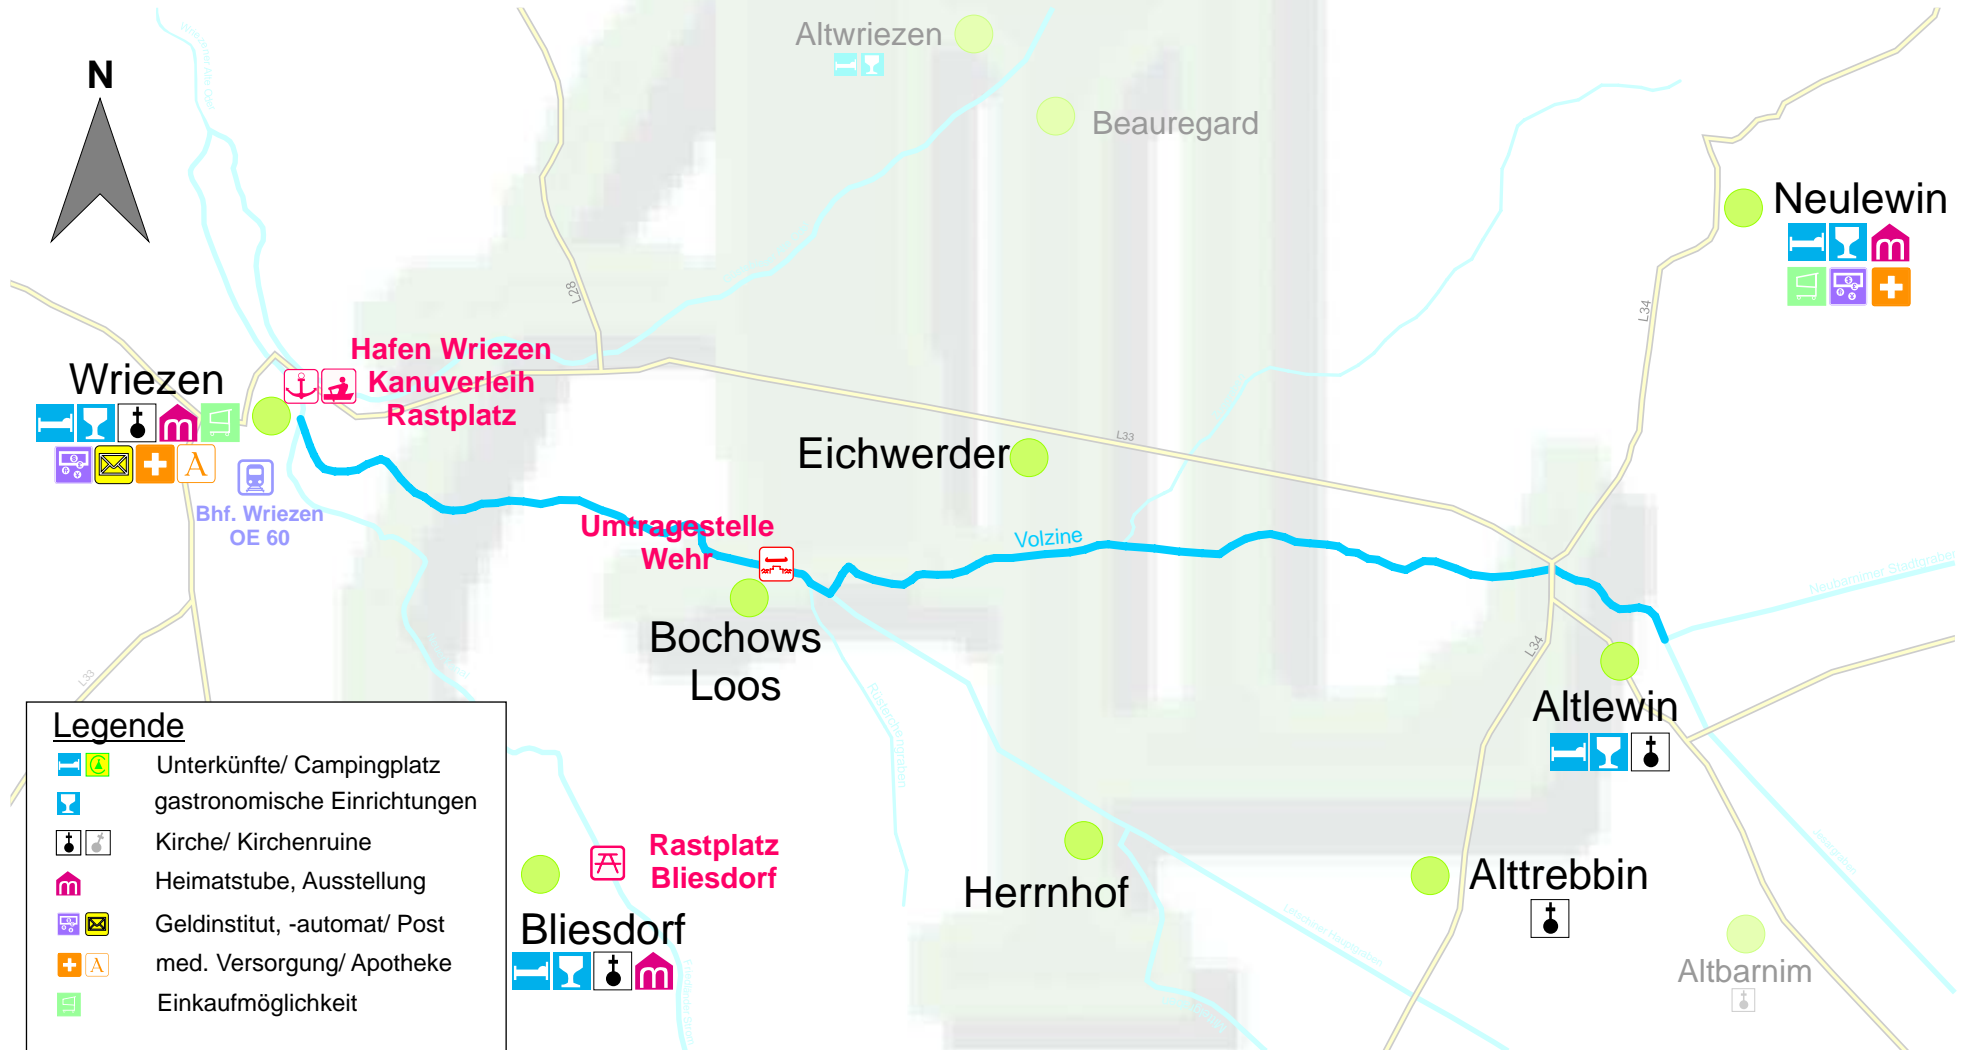 N
Altwriezen
Beauregard
Neulewin
L28
L34
Hafen Wriezen
Kanuverleih
Rastplatz
Wriezen
Bhf. Wriezen
OE 60
Eichwerder
L33
Umtragestelle
Wehr
Volzine
Bochows
Loos
Neubarnimer Stadtgraben
L34
L33
Altlewin
Legende
Unterkünfte/ Campingplatz
gastronomische Einrichtungen
Kirche/ Kirchenruine
Heimatstube, Ausstellung
Geldinstitut, -automat/ Post
med. Versorgung/ Apotheke
Einkaufmöglichkeit
Rastplatz
Bliesdorf
Bliesdorf
Herrnhof
Alttrebbin
Altbarnim